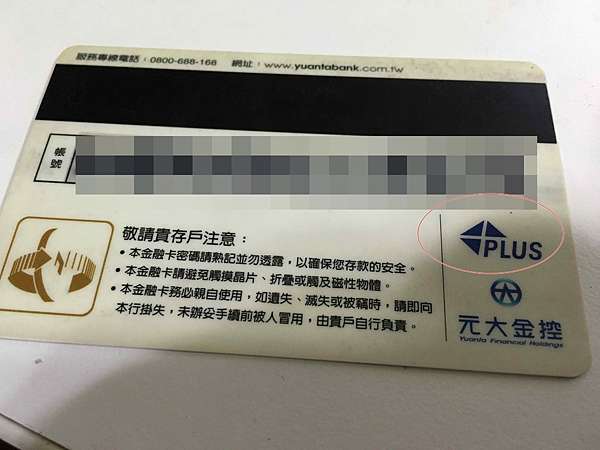 服務專線電話：0800-688-168 網址：www.yuantabank.com.tw
帳號
敬請貴存戶注意：
・本金融卡密碼請熟記並勿透露，以確保您存款的安全。
・本金融卡請避免觸摸晶片、折疊或觸及磁性物體。
・本金融卡務必親自使用，如遺失、滅失或被竊時，請即向
本行掛失，未辦妥手續前被人冒用，由貴戶自行負責。
PLUS
元大金控
Yuanta Financial Holdings